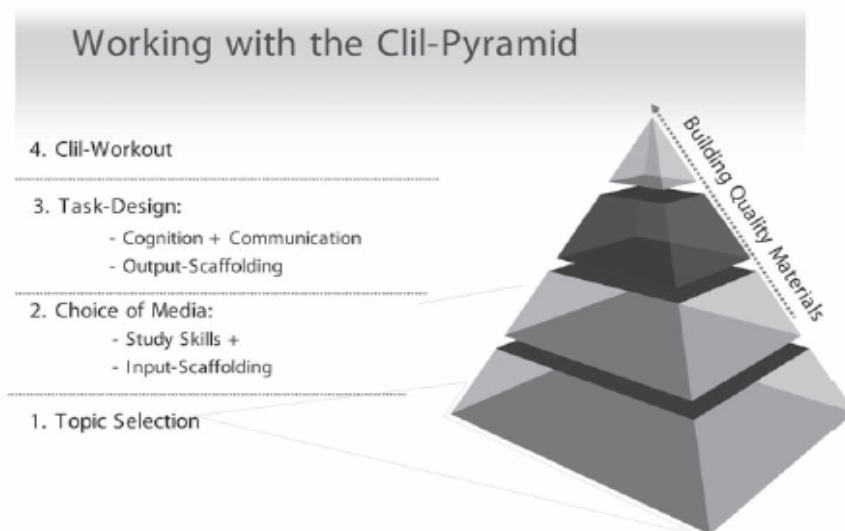 Working with the Clil-Pyramid
4. Clil-Workout
3. Task-Design:
- Cognition + Communication
- Output-Scaffolding
2. Choice of Media:
- Study Skills +
- Input-Scaffolding
1. Topic Selection
Building Quality Materials